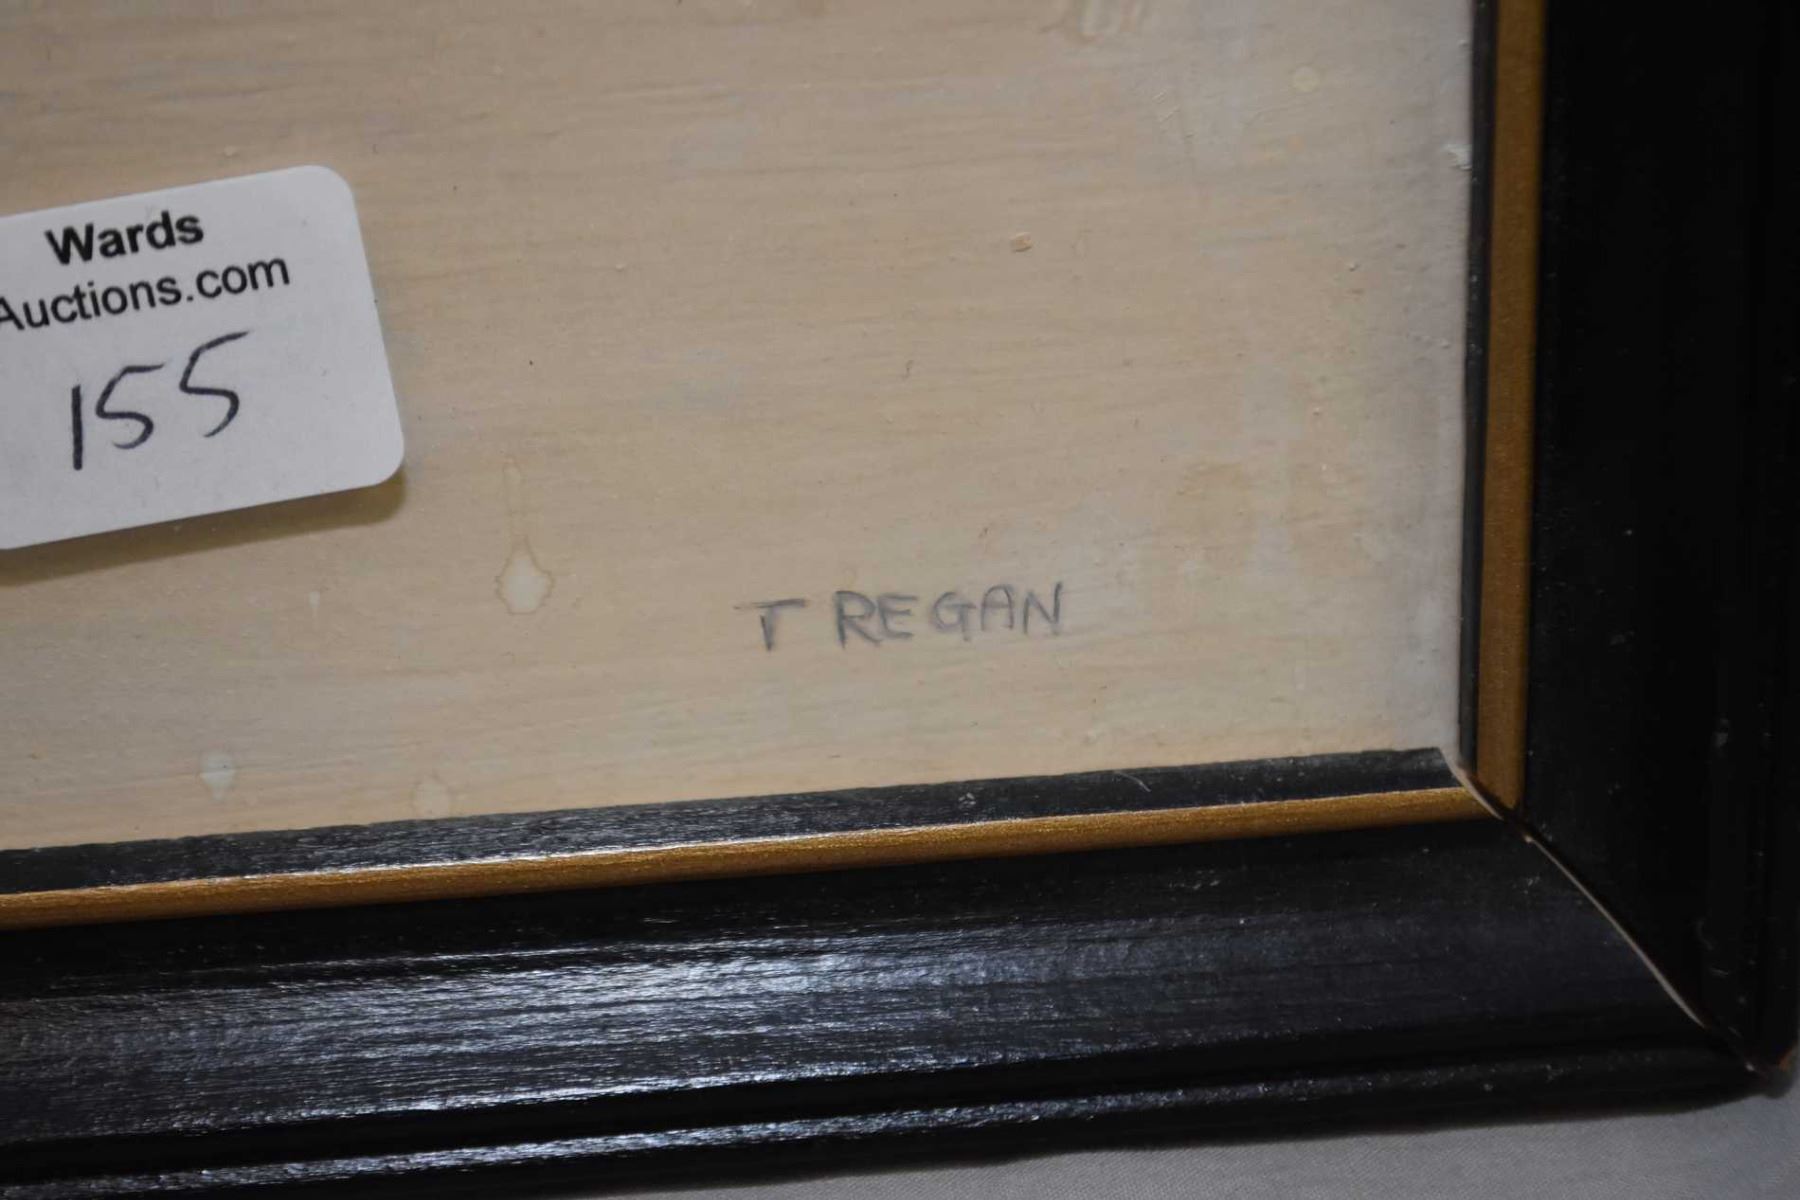 Wards
Auctions.com
155
T REGAN